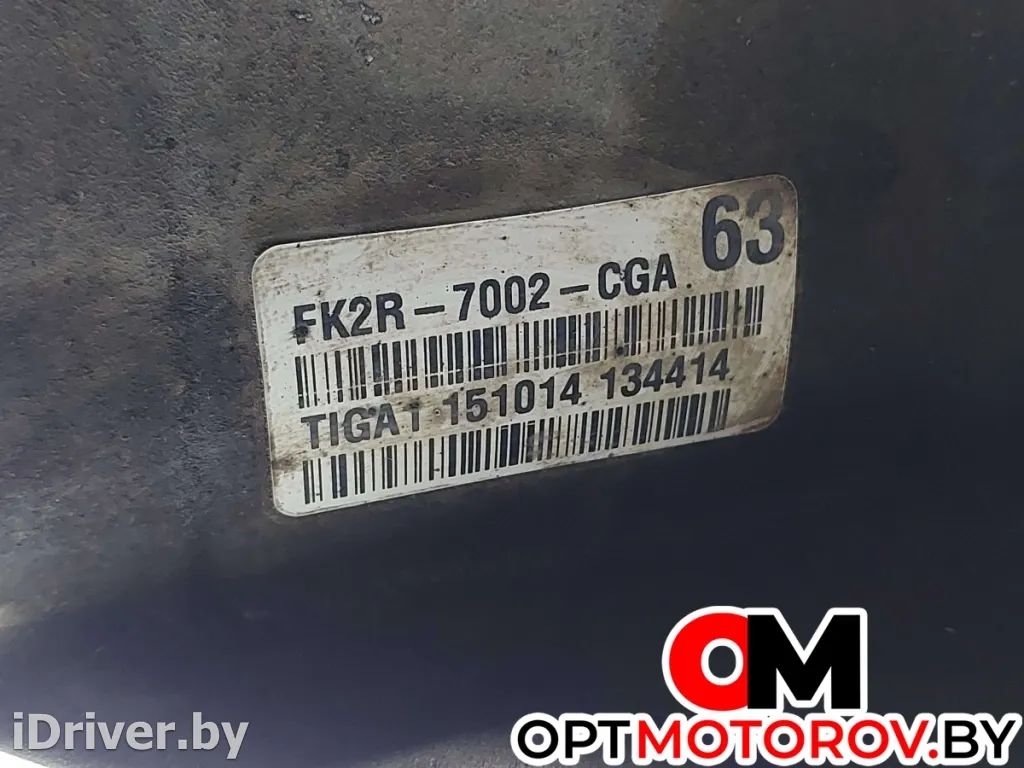 63
FK2R-7002-CGA
TIGA1 151014 134414
OM
OPTMOTOROV.BY
iDriver.by